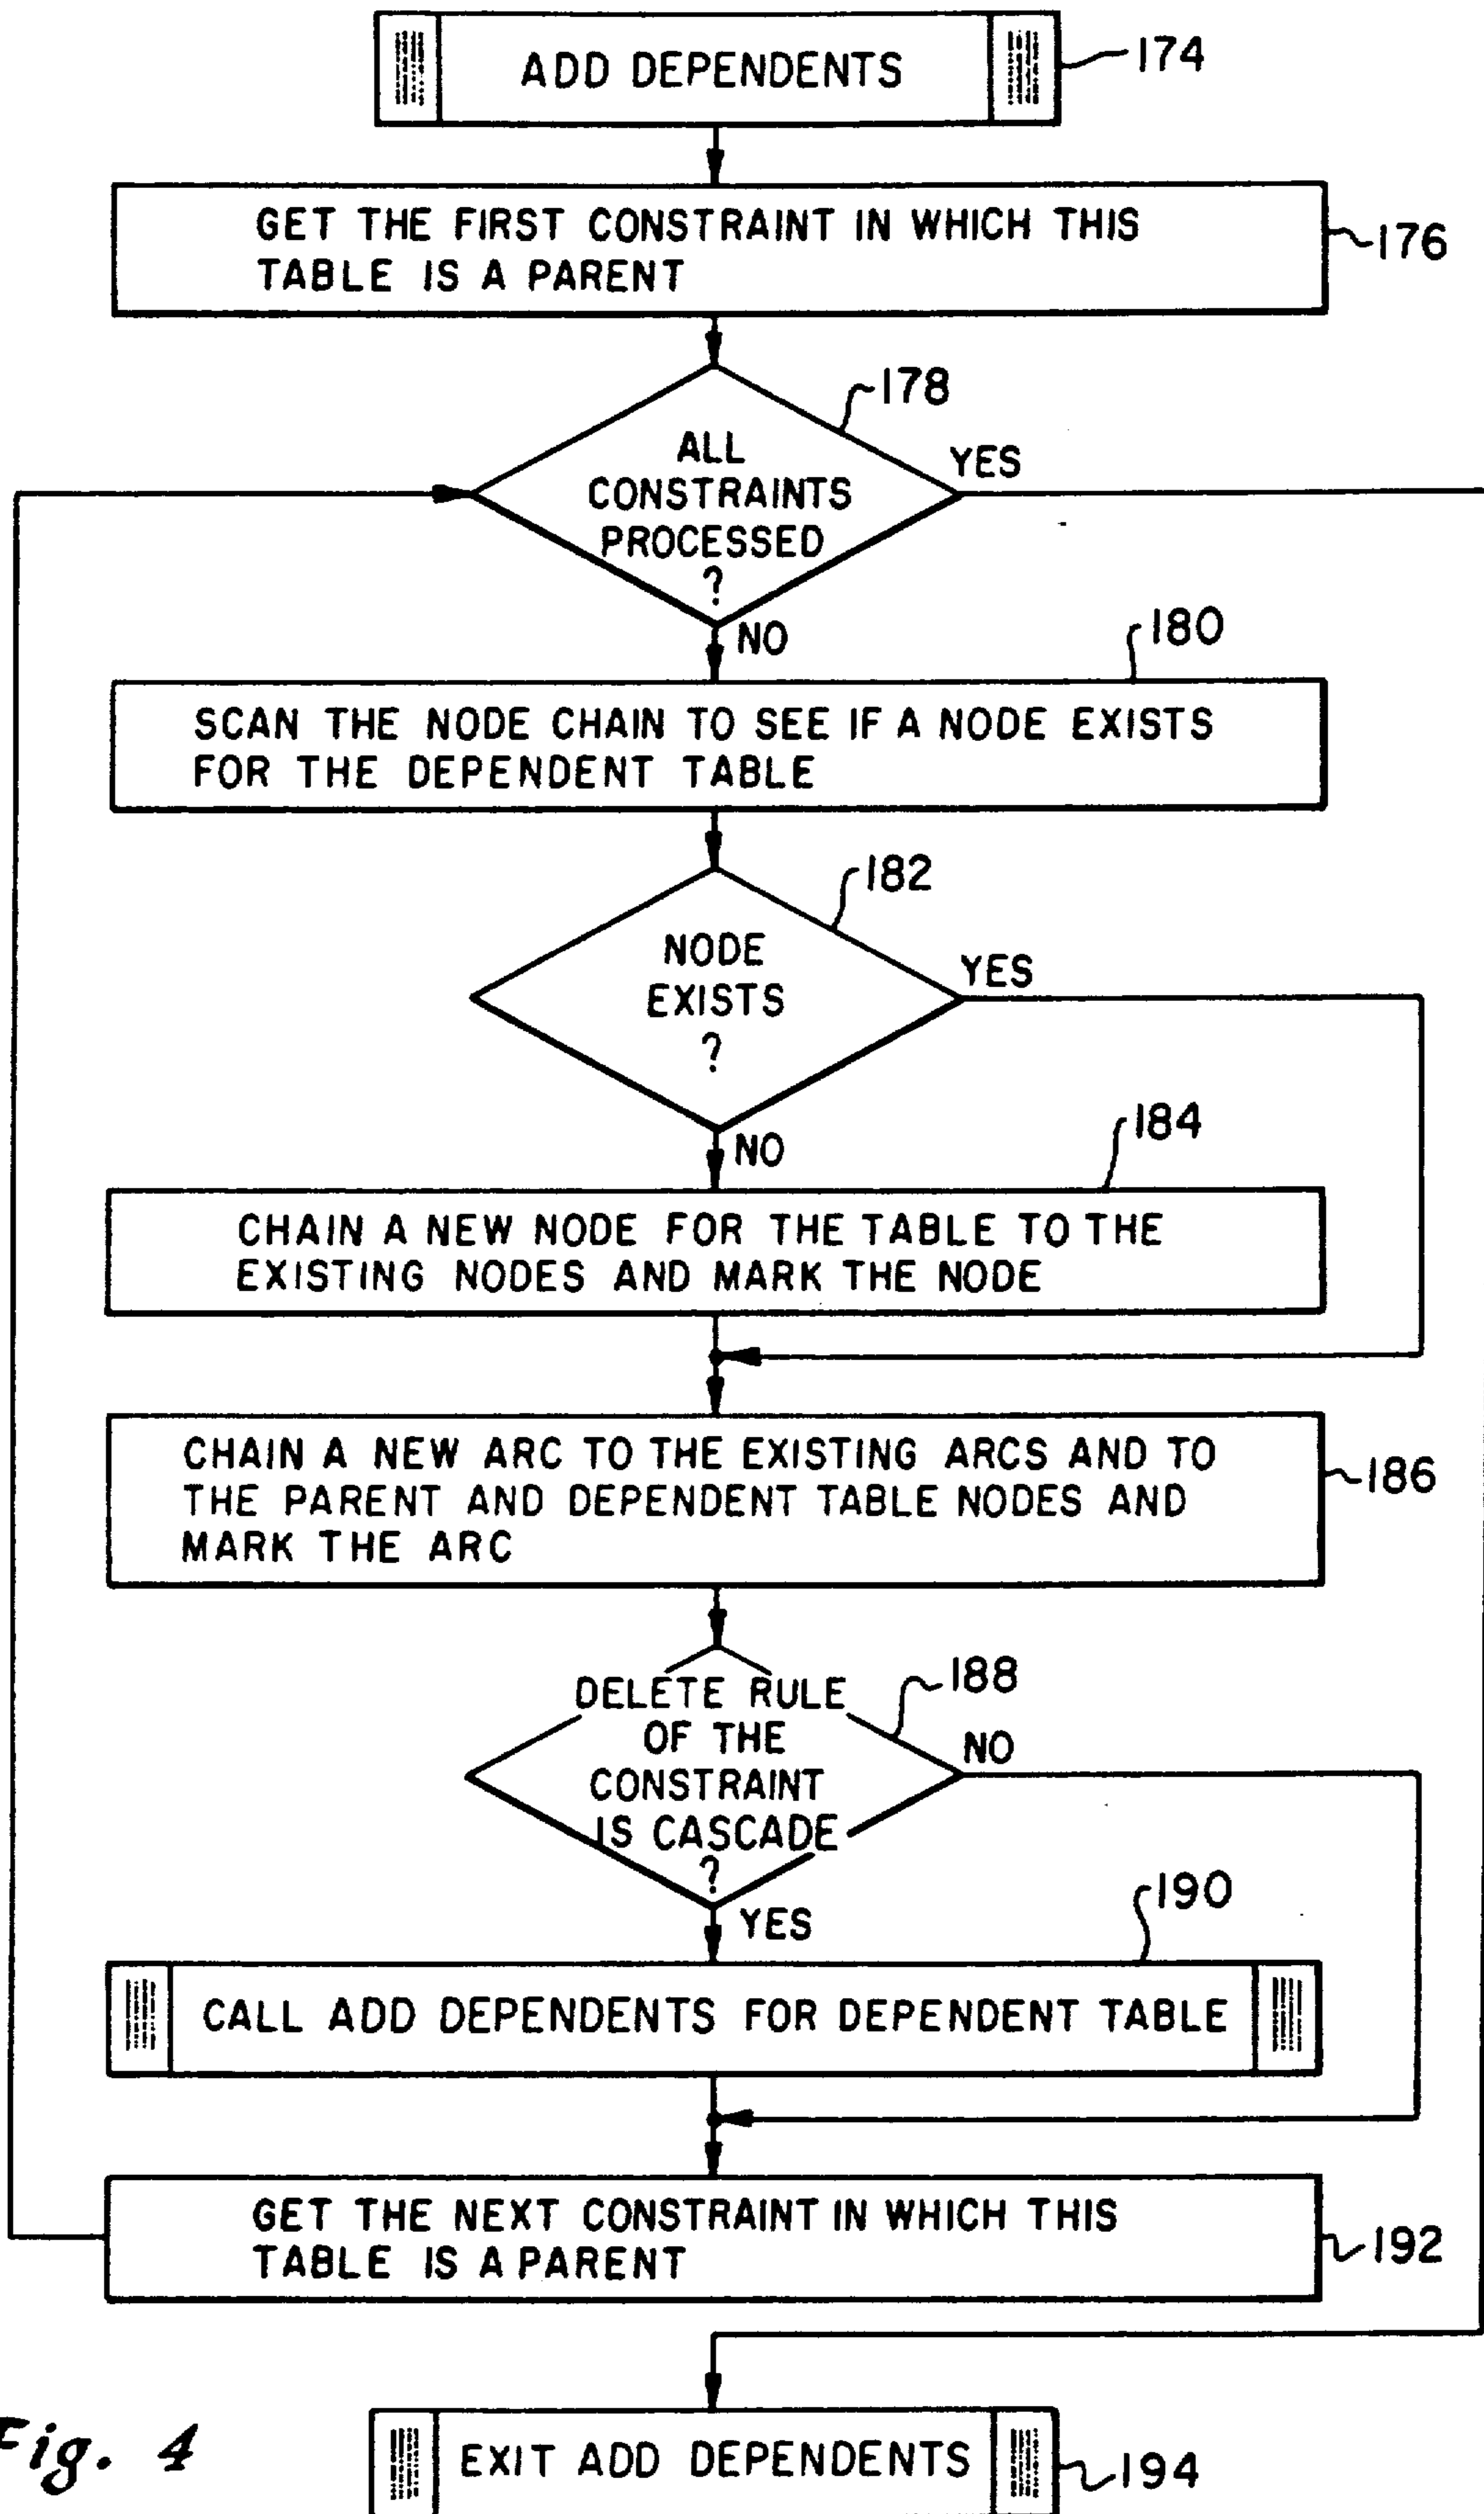 ADD DEPENDENTS
174
GET THE FIRST CONSTRAINT IN WHICH THIS
TABLE IS A PARENT
176
178
ALL
CONSTRAINTS
PROCESSED
?
YES
NO
180
SCAN THE NODE CHAIN TO SEE IF A NODE EXISTS
FOR THE DEPENDENT TABLE
182
NODE
EXISTS
?
YES
NO
184
CHAIN A NEW NODE FOR THE TABLE TO THE
EXISTING NODES AND MARK THE NODE
CHAIN A NEW ARC TO THE EXISTING ARCS AND TO
THE PARENT AND DEPENDENT TABLE NODES AND
MARK THE ARC
186
188
DELETE RULE
OF THE
CONSTRAINT
IS CASCADE
?
NO
YES
190
CALL ADD DEPENDENTS FOR DEPENDENT TABLE
GET THE NEXT CONSTRAINT IN WHICH THIS
TABLE IS A PARENT
192
EXIT ADD DEPENDENTS
194
Fig. 4